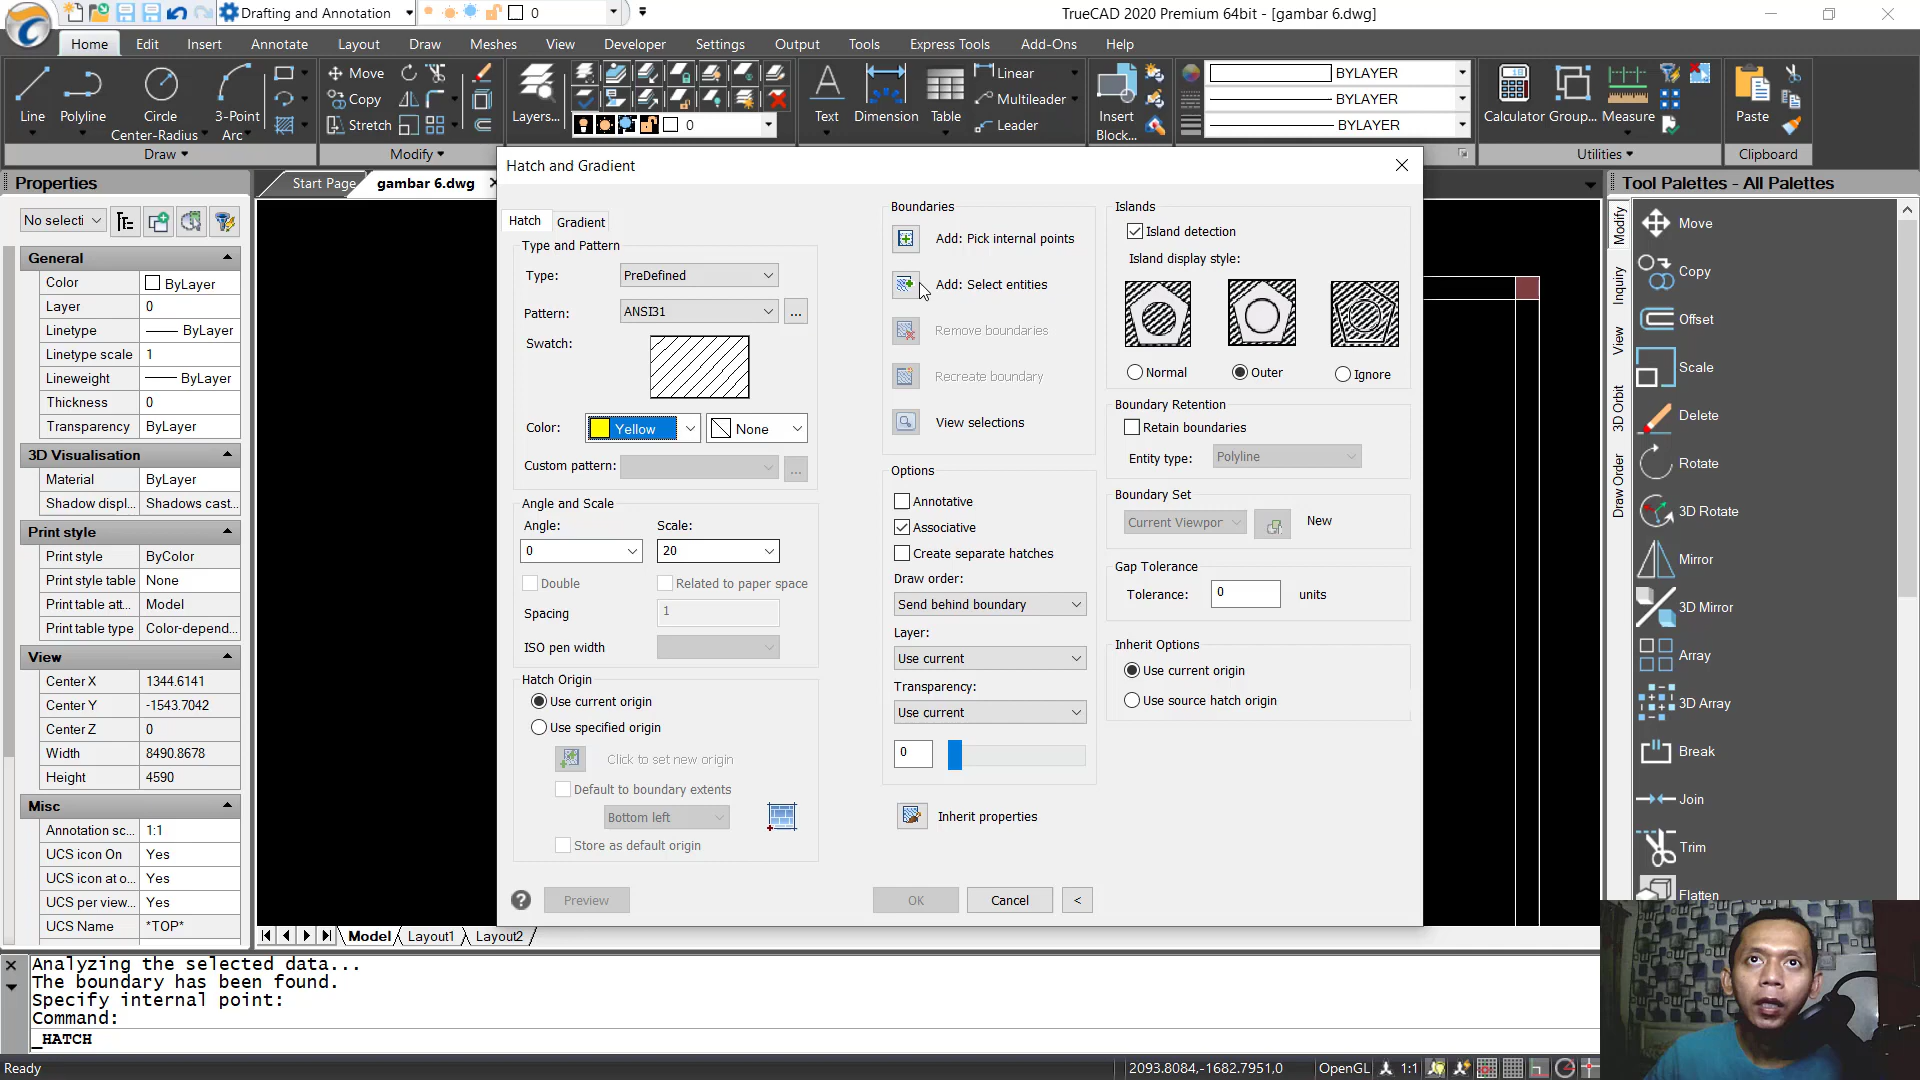 Drafting and Annotation
0
TrueCAD 2020 Premium 64bit - [gambar 6.dwg]
Home Edit Insert Annotate Layout Draw Meshes View Developer Settings Output Tools Express Tools Add-Ons Help
Line
Polyline
Circle
Center-Radius
3-Point
Arc...
Draw
Move
Copy
Stretch
Modify
Layers...
0
Text
Dimension
Table
Linear
Multileader
Leader
Insert
Block...
BYLAYER
BYLAYER
BYLAYER
Calculator
Group...
Measure
Utilities
Paste
Clipboard
Properties
No selecti
General
Color ByLayer
Layer 0
Linetype ByLayer
Linetype scale 1
Lineweight ByLayer
Thickness 0
Transparency ByLayer
3D Visualisation
Material ByLayer
Shadow displ... Shadows cast...
Print style
Print style ByColor
Print style table None
Print table att... Model
Print table type Color-depend...
View
Center X 1344.6141
Center Y -1543.7042
Center Z 0
Width 8490.8678
Height 4590
Misc
Annotation sc... 1:1
UCS icon On Yes
UCS icon at o... Yes
UCS per view... Yes
UCS Name *TOP*
Start Page
gambar 6.dwg
Hatch and Gradient
Hatch
Gradient
Type and Pattern
Type: PreDefined
Pattern: ANSI31 ...
Swatch:
Color: Yellow None
Custom pattern: ...
Angle and Scale
Angle: Scale:
0 20
Double Related to paper space
Spacing 1
ISO pen width
Hatch Origin
Use current origin
Use specified origin
Click to set new origin
Default to boundary extents
Bottom left
Store as default origin
Boundaries
Add: Pick internal points
Add: Select entities
Remove boundaries
Recreate boundary
View selections
Options
Annotative
Associative
Create separate hatches
Draw order:
Send behind boundary
Layer:
Use current
Transparency:
Use current
0
Inherit properties
Islands
Island detection
Island display style:
Normal Outer Ignore
Boundary Retention
Retain boundaries
Entity type: Polyline
Boundary Set
Current Viewpor New
Gap Tolerance
Tolerance: 0 units
Inherit Options
Use current origin
Use source hatch origin
? Preview OK Cancel <
Tool Palettes - All Palettes
Modify
Inquiry
View
3D Orbit
Draw Order
Move
Copy
Offset
Scale
Delete
Rotate
3D Rotate
Mirror
3D Mirror
Array
3D Array
Break
Join
Trim
Flatten
Model Layout1 Layout2
Analyzing the selected data...
The boundary has been found.
Specify internal point:
Command:
_HATCH
Ready
2093.8084,-1682.7951,0 OpenGL 1:1